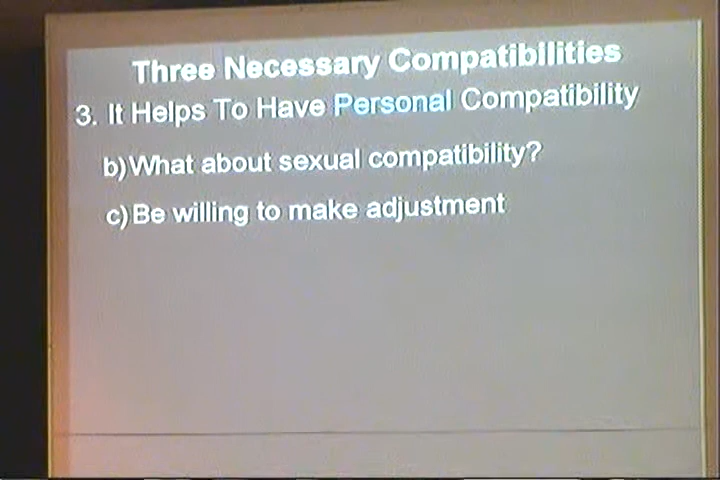 Three Necessary Compatibilities
3. It Helps To Have Personal Compatibility
b) What about sexual compatibility?
c) Be willing to make adjustment